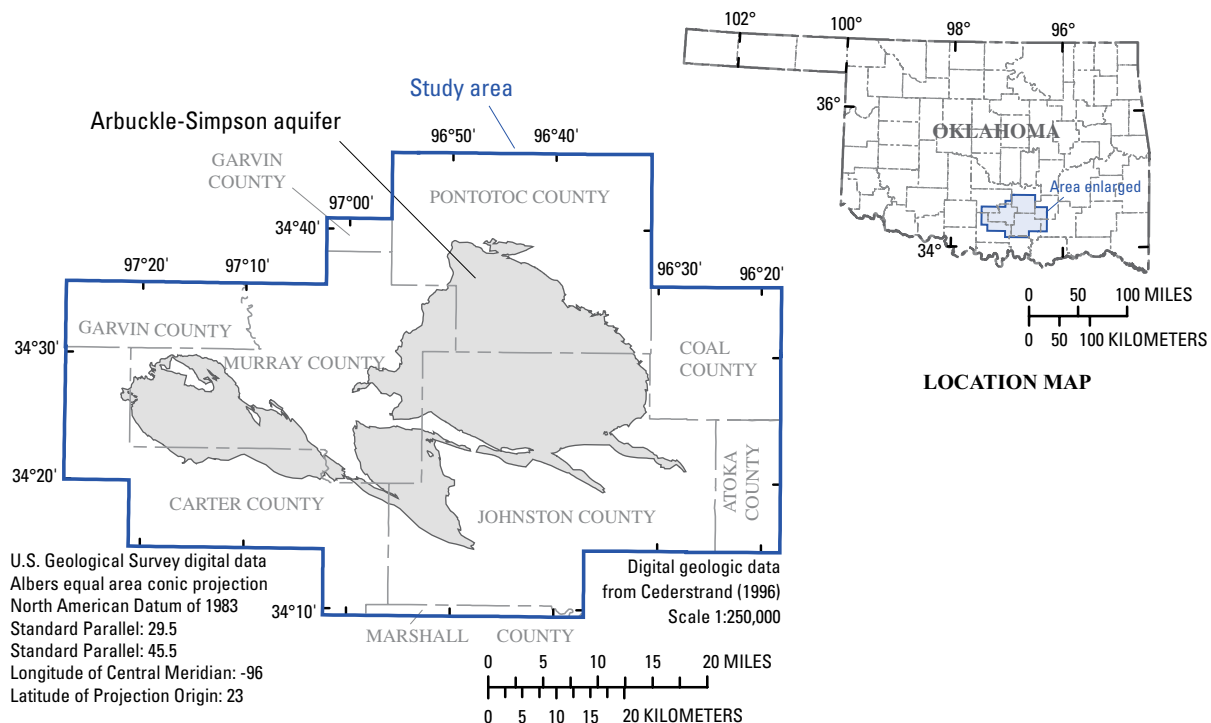 102°
100°
98°
96°
36°
OKLAHOMA
Area enlarged
34°
0 50 100 MILES
0 50 100 KILOMETERS
LOCATION MAP
Study area
Arbuckle-Simpson aquifer
96°50'
96°40'
GARVIN
COUNTY
PONTOTOC COUNTY
97°00'
34°40'
97°20'
97°10'
96°30'
96°20'
GARVIN COUNTY
34°30'
MURRAY COUNTY
COAL
COUNTY
34°20'
CARTER COUNTY
JOHNSTON COUNTY
ATOKA
COUNTY
34°10'
MARSHALL COUNTY
U.S. Geological Survey digital data
Albers equal area conic projection
North American Datum of 1983
Standard Parallel: 29.5
Standard Parallel: 45.5
Longitude of Central Meridian: -96
Latitude of Projection Origin: 23
Digital geologic data
from Cederstrand (1996)
Scale 1:250,000
0 5 10 15 20 MILES
0 5 10 15 20 KILOMETERS